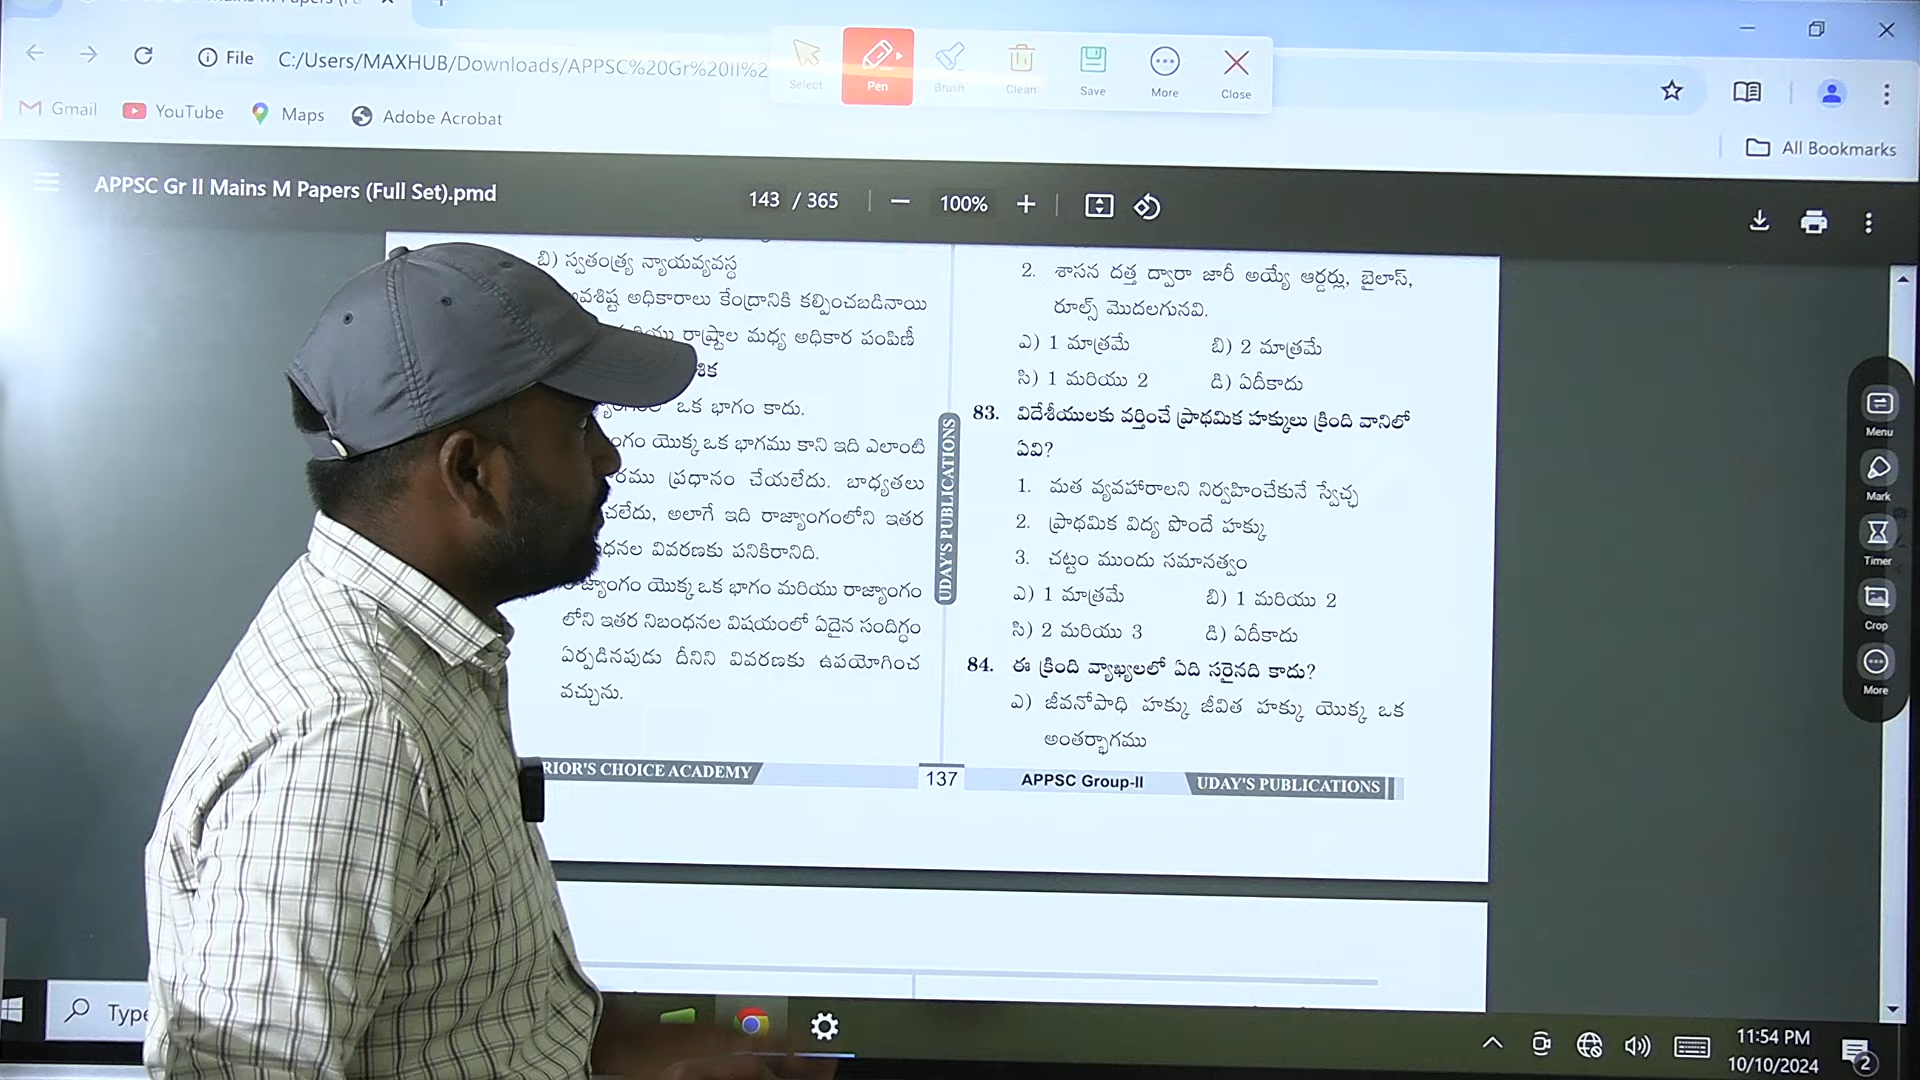 File C:/Users/MAXHUB/Downloads/APPSC%20Gr%20II%2
Select Pen Brush Clean Save More Close
Gmail YouTube Maps Adobe Acrobat
All Bookmarks
APPSC Gr II Mains M Papers (Full Set).pmd
143 / 365 100%
బి) స్వతంత్ర్య న్యాయవ్యవస్థ
అధికారాలు కేంద్రానికి కల్పించబడినాయి
రాష్ట్రాల మధ్య అధికార పంపిణీ
ఒక భాగం కాదు.
యొక్క ఒక భాగము కాని ఇది ఎలాంటి
ప్రధానం చేయలేదు. బాధ్యతలు
అలాగే ఇది రాజ్యాంగంలోని ఇతర
వివరణకు పనికిరానిది.
రాజ్యాంగం యొక్క ఒక భాగం మరియు రాజ్యాంగం
లోని ఇతర నిబంధనల విషయంలో ఏదైన సందిగ్ధం
ఏర్పడినపుడు దీనిని వివరణకు ఉపయోగించ
వచ్చును.
UDAY'S PUBLICATIONS
2. శాసన దత్త ద్వారా జారీ అయ్యే ఆర్డర్లు, బైలాస్,
రూల్స్ మొదలగునవి.
ఎ) 1 మాత్రమే బి) 2 మాత్రమే
సి) 1 మరియు 2 డి) ఏదీకాదు
83. విదేశీయులకు వర్తించే ప్రాథమిక హక్కులు క్రింది వానిలో
ఏవి?
1. మత వ్యవహారాలని నిర్వహించేకునే స్వేచ్ఛ
2. ప్రాథమిక విద్య పొందే హక్కు
3. చట్టం ముందు సమానత్వం
ఎ) 1 మాత్రమే బి) 1 మరియు 2
సి) 2 మరియు 3 డి) ఏదీకాదు
84. ఈ క్రింది వ్యాఖ్యలలో ఏది సరైనది కాదు?
ఎ) జీవనోపాధి హక్కు జీవిత హక్కు యొక్క ఒక
అంతర్భాగము
RIOR'S CHOICE ACADEMY 137 APPSC Group-II UDAY'S PUBLICATIONS
Menu
Mark
Timer
Crop
More
Type
11:54 PM
10/10/2024
2